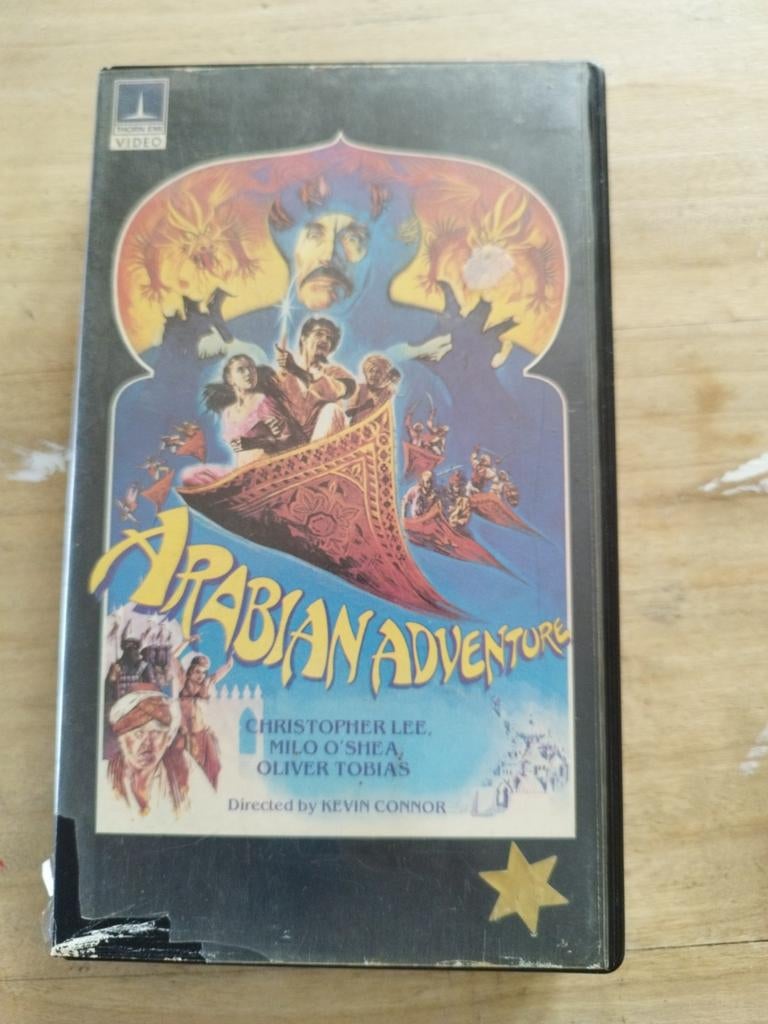 THORN EMI
VIDEO
ARABIAN ADVENTURE
CHRISTOPHER LEE,
MILO O'SHEA,
OLIVER TOBIAS
Directed by KEVIN CONNOR